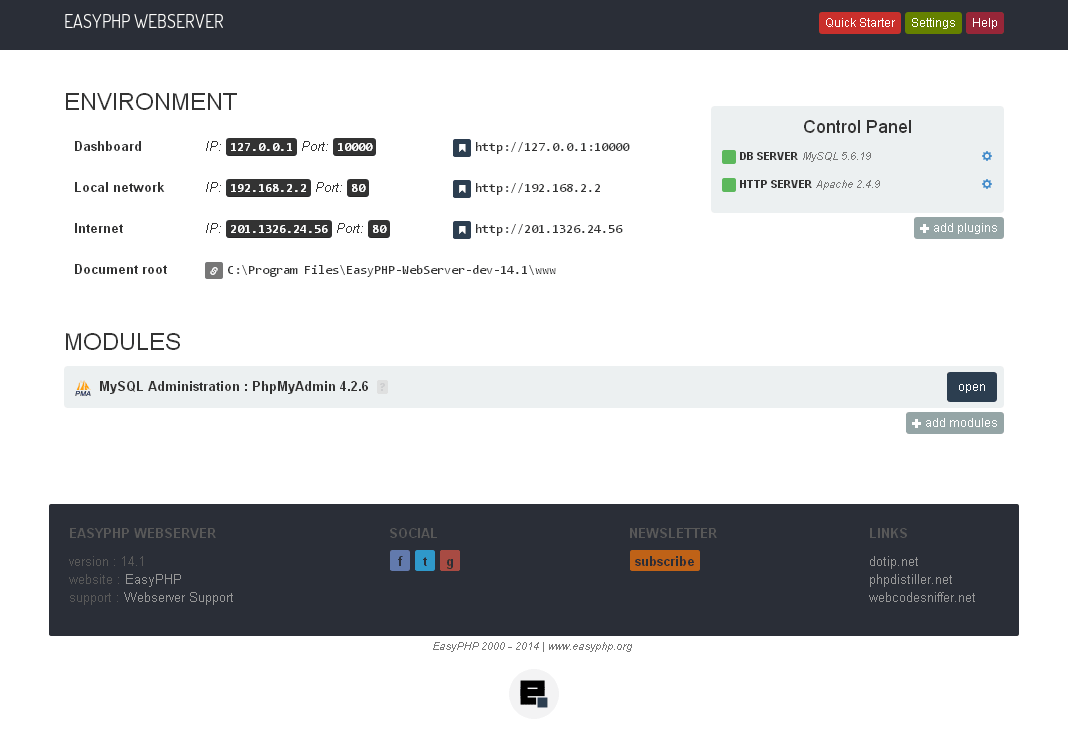 EASYPHP WEBSERVER
Quick Starter Settings Help
ENVIRONMENT
Dashboard IP: 127.0.0.1 Port: 10000 http://127.0.0.1:10000
Local network IP: 192.168.2.2 Port: 80 http://192.168.2.2
Internet IP: 201.1326.24.56 Port: 80 http://201.1326.24.56
Document root C:\Program Files\EasyPHP-WebServer-dev-14.1\www
Control Panel
DB SERVER MySQL 5.6.19
HTTP SERVER Apache 2.4.9
add plugins
MODULES
PMA MySQL Administration : PhpMyAdmin 4.2.6 ? open
add modules
EASYPHP WEBSERVER
version : 14.1
website : EasyPHP
support : Webserver Support
SOCIAL
f t g
NEWSLETTER
subscribe
LINKS
dotip.net
phpdistiller.net
webcodesniffer.net
EasyPHP 2000 - 2014 | www.easyphp.org